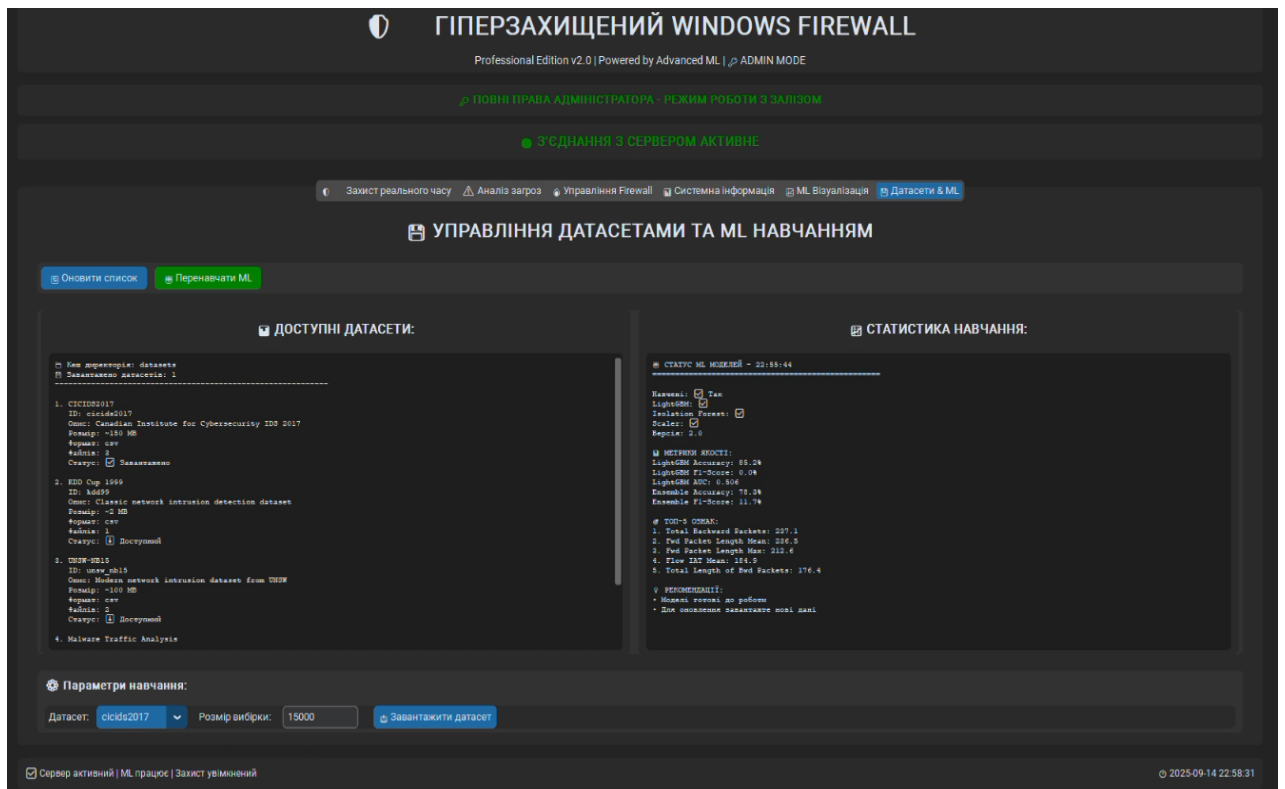 ГІПЕРЗАХИЩЕНИЙ WINDOWS FIREWALL
Professional Edition v2.0 | Powered by Advanced ML | ADMIN MODE
ПОВНІ ПРАВА АДМІНІСТРАТОРА - РЕЖИМ РОБОТИ З ЗАЛІЗОМ
З'ЄДНАННЯ З СЕРВЕРОМ АКТИВНЕ
Захист реального часу Аналіз загроз Управління Firewall Системна інформація ML Візуалізація Датасети & ML
УПРАВЛІННЯ ДАТАСЕТАМИ ТА ML НАВЧАННЯМ
Оновити список Перенавчати ML
ДОСТУПНІ ДАТАСЕТИ:
Кеш директорія: datasets
Завантажено датасетів: 1
------------------------------------------------------------
1. CICIDS2017
ID: cicids2017
Опис: Canadian Institute for Cybersecurity IDS 2017
Розмір: ~150 MB
Формат: csv
Файлів: 2
Статус: Завантажено
2. KDD Cup 1999
ID: kdd99
Опис: Classic network intrusion detection dataset
Розмір: ~2 MB
Формат: csv
Файлів: 1
Статус: Доступний
3. UNSW-NB15
ID: unsw_nb15
Опис: Modern network intrusion dataset from UNSW
Розмір: ~100 MB
Формат: csv
Файлів: 2
Статус: Доступний
4. Malware Traffic Analysis
СТАТИСТИКА НАВЧАННЯ:
СТАТУС ML МОДЕЛЕЙ - 22:55:44
==================================================
Навчені: Так
LightGBM:
Isolation Forest:
Scaler:
Версія: 2.0
МЕТРИКИ ЯКОСТІ:
LightGBM Accuracy: 85.2%
LightGBM F1-Score: 0.0%
LightGBM AUC: 0.506
Ensemble Accuracy: 78.3%
Ensemble F1-Score: 11.7%
ТОП-5 ОЗНАК:
1. Total Backward Packets: 237.1
2. Fwd Packet Length Mean: 236.5
3. Fwd Packet Length Max: 212.6
4. Flow IAT Mean: 184.9
5. Total Length of Bwd Packets: 176.4
РЕКОМЕНДАЦІЇ:
• Моделі готові до роботи
• Для оновлення завантажте нові дані
Параметри навчання:
Датасет: cicids2017 Розмір вибірки: 15000 Завантажити датасет
Сервер активний | ML працює | Захист увімкнений
2025-09-14 22:58:31